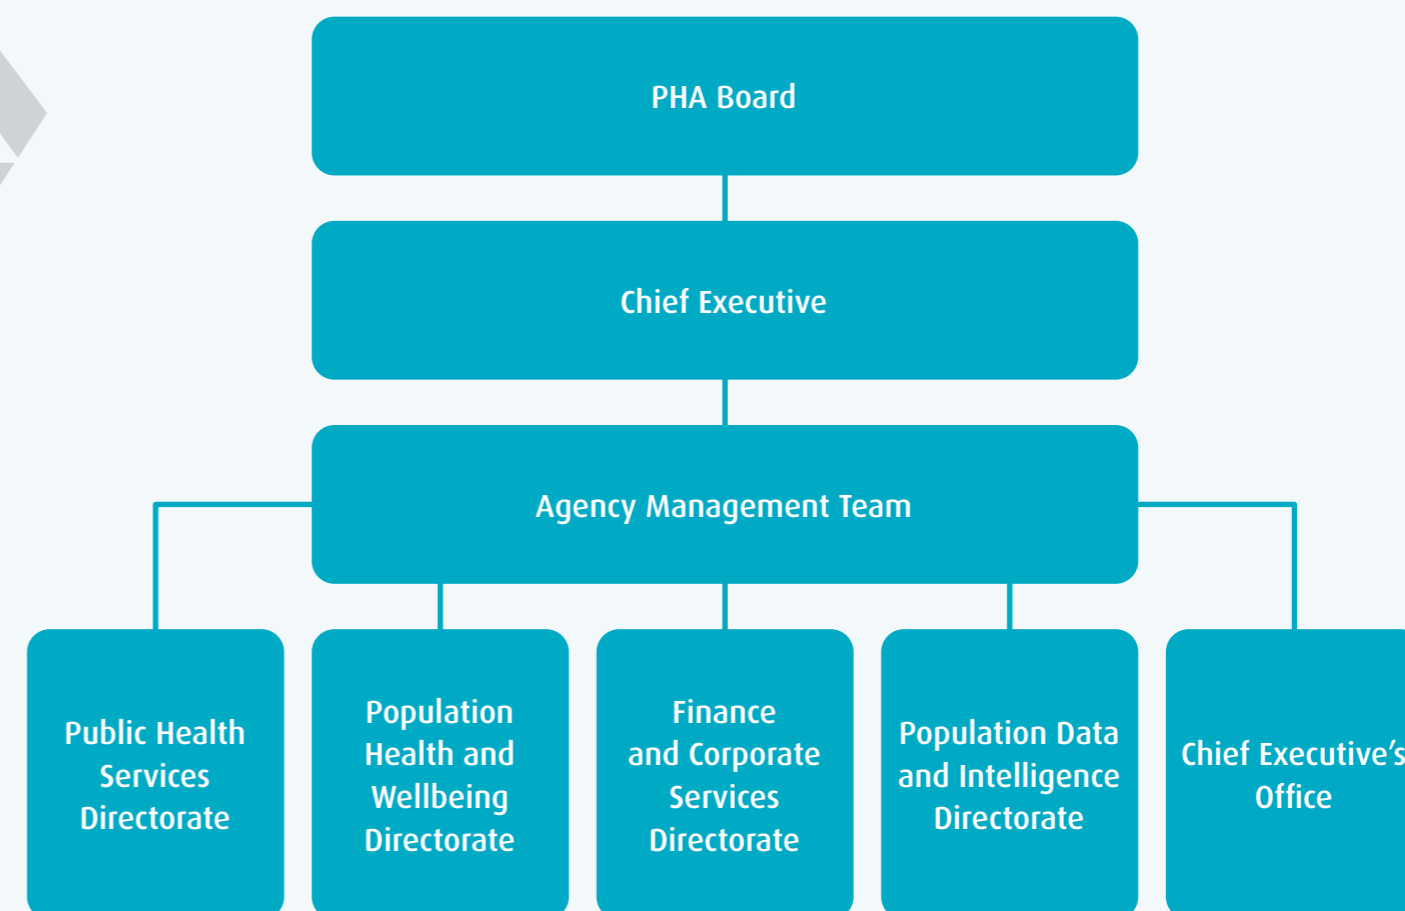 PHA Board
Chief Executive
Agency Management Team
Public Health
Services
Directorate
Population
Health and
Wellbeing
Directorate
Finance
and Corporate
Services
Directorate
Population Data
and Intelligence
Directorate
Chief Executive’s
Office